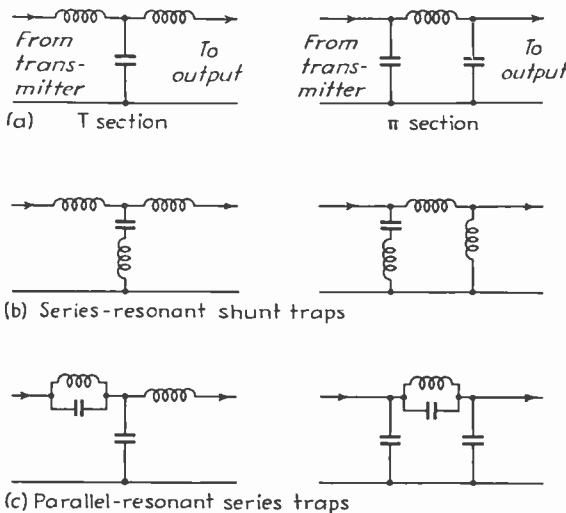 From
trans-
mitter
To
output
From
trans-
mitter
To
output
(a) T section
π section
(b) Series-resonant shunt traps
(c) Parallel-resonant series traps